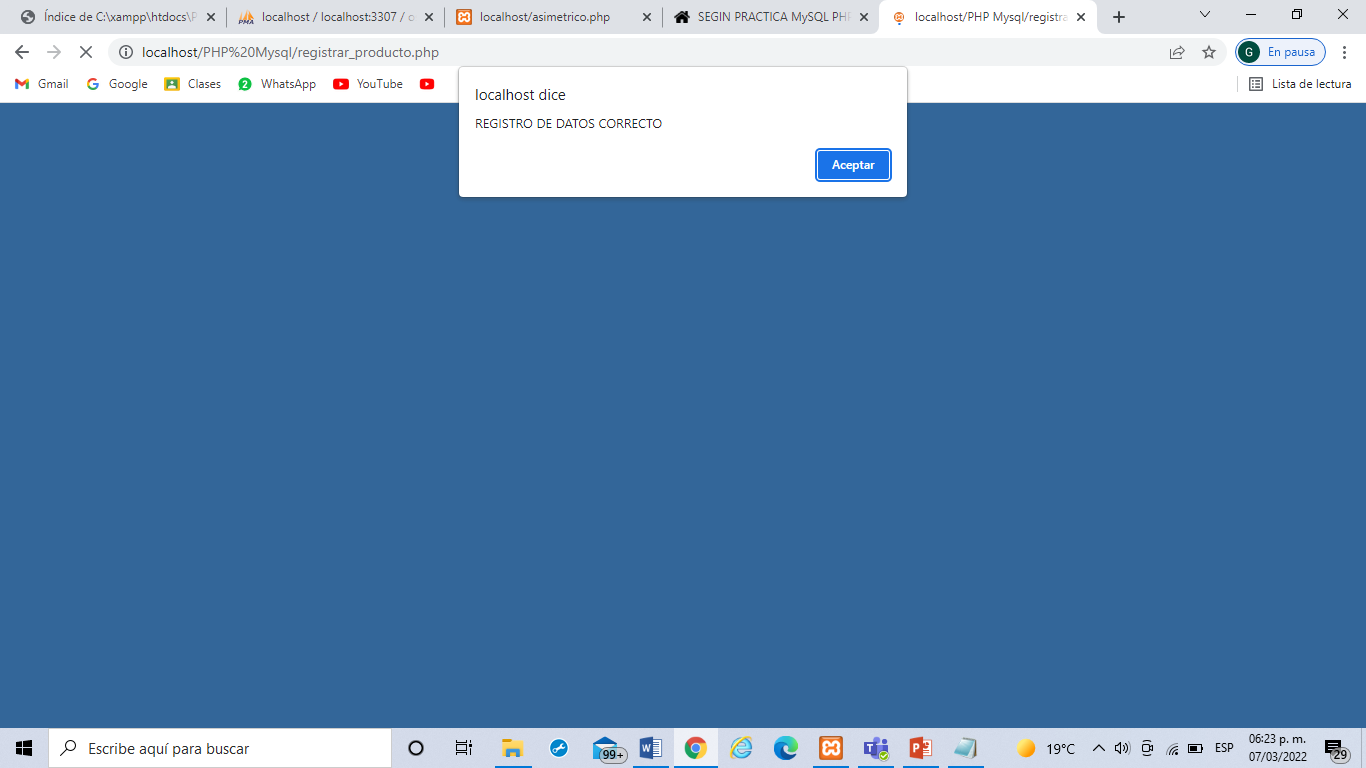 Índice de C:\xampp\htdocs\P
localhost / localhost:3307 / c
localhost/asimetrico.php
SEGIN PRACTICA MySQL PHP
localhost/PHP Mysql/registra
localhost/PHP%20Mysql/registrar_producto.php
G En pausa
Gmail
Google
Clases
2 WhatsApp
YouTube
Lista de lectura
localhost dice
REGISTRO DE DATOS CORRECTO
Aceptar
Escribe aquí para buscar
99+
19°C
ESP
06:23 p. m.
07/03/2022
29